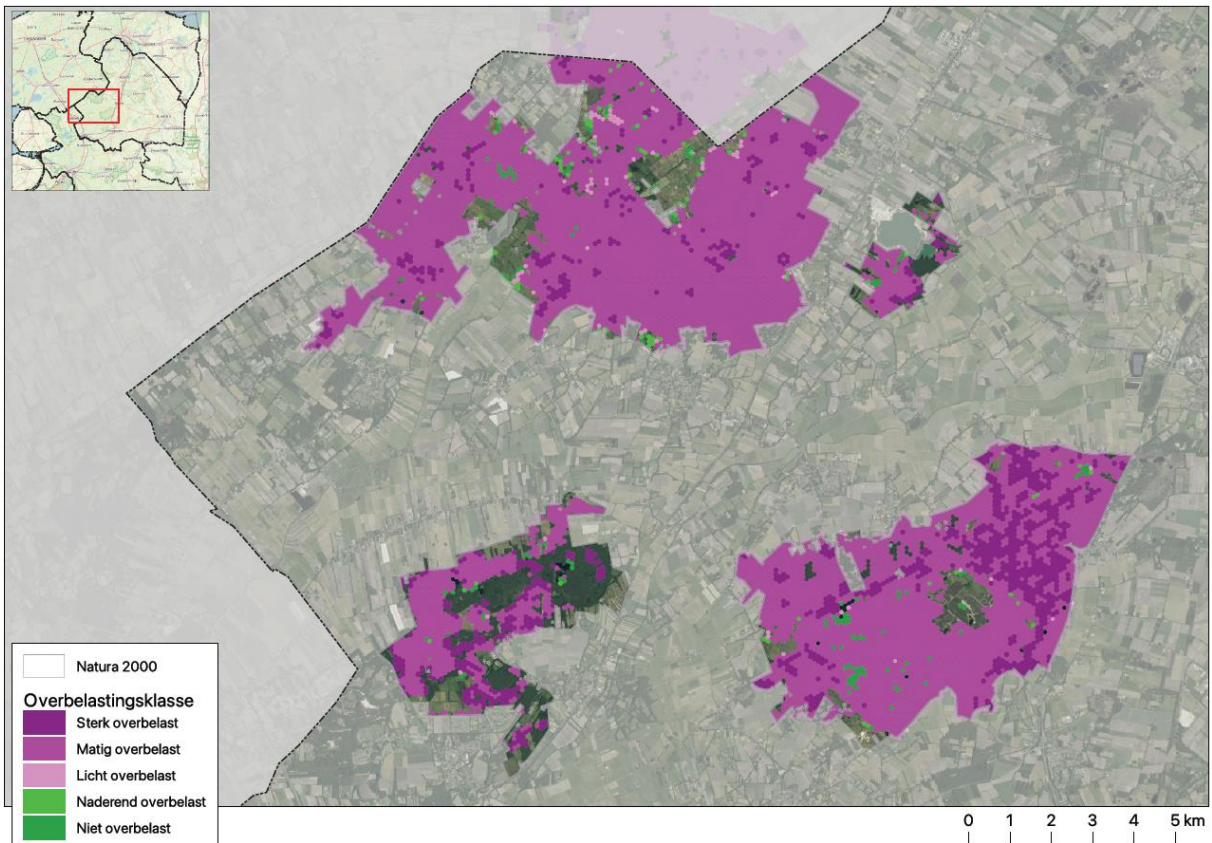 Natura 2000
Overbelastingsklasse
Sterk overbelast
Matig overbelast
Licht overbelast
Naderend overbelast
Niet overbelast
0 1 2 3 4 5 km